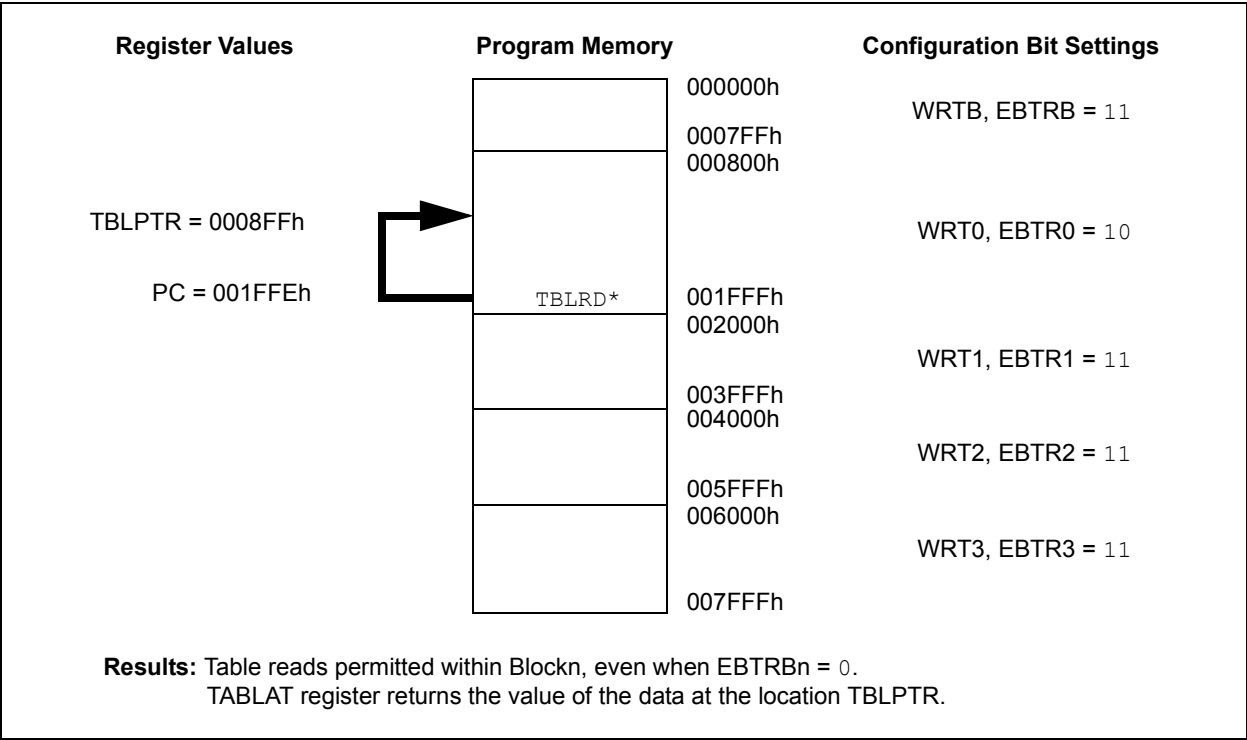 Register Values Program Memory Configuration Bit Settings
000000h
WRTB, EBTRB = 11
0007FFh
000800h
TBLPTR = 0008FFh
WRT0, EBTR0 = 10
PC = 001FFEh
TBLRD*
001FFFh
002000h
WRT1, EBTR1 = 11
003FFFh
004000h
WRT2, EBTR2 = 11
005FFFh
006000h
WRT3, EBTR3 = 11
007FFFh
Results: Table reads permitted within Blockn, even when EBTRBn = 0.
TABLAT register returns the value of the data at the location TBLPTR.